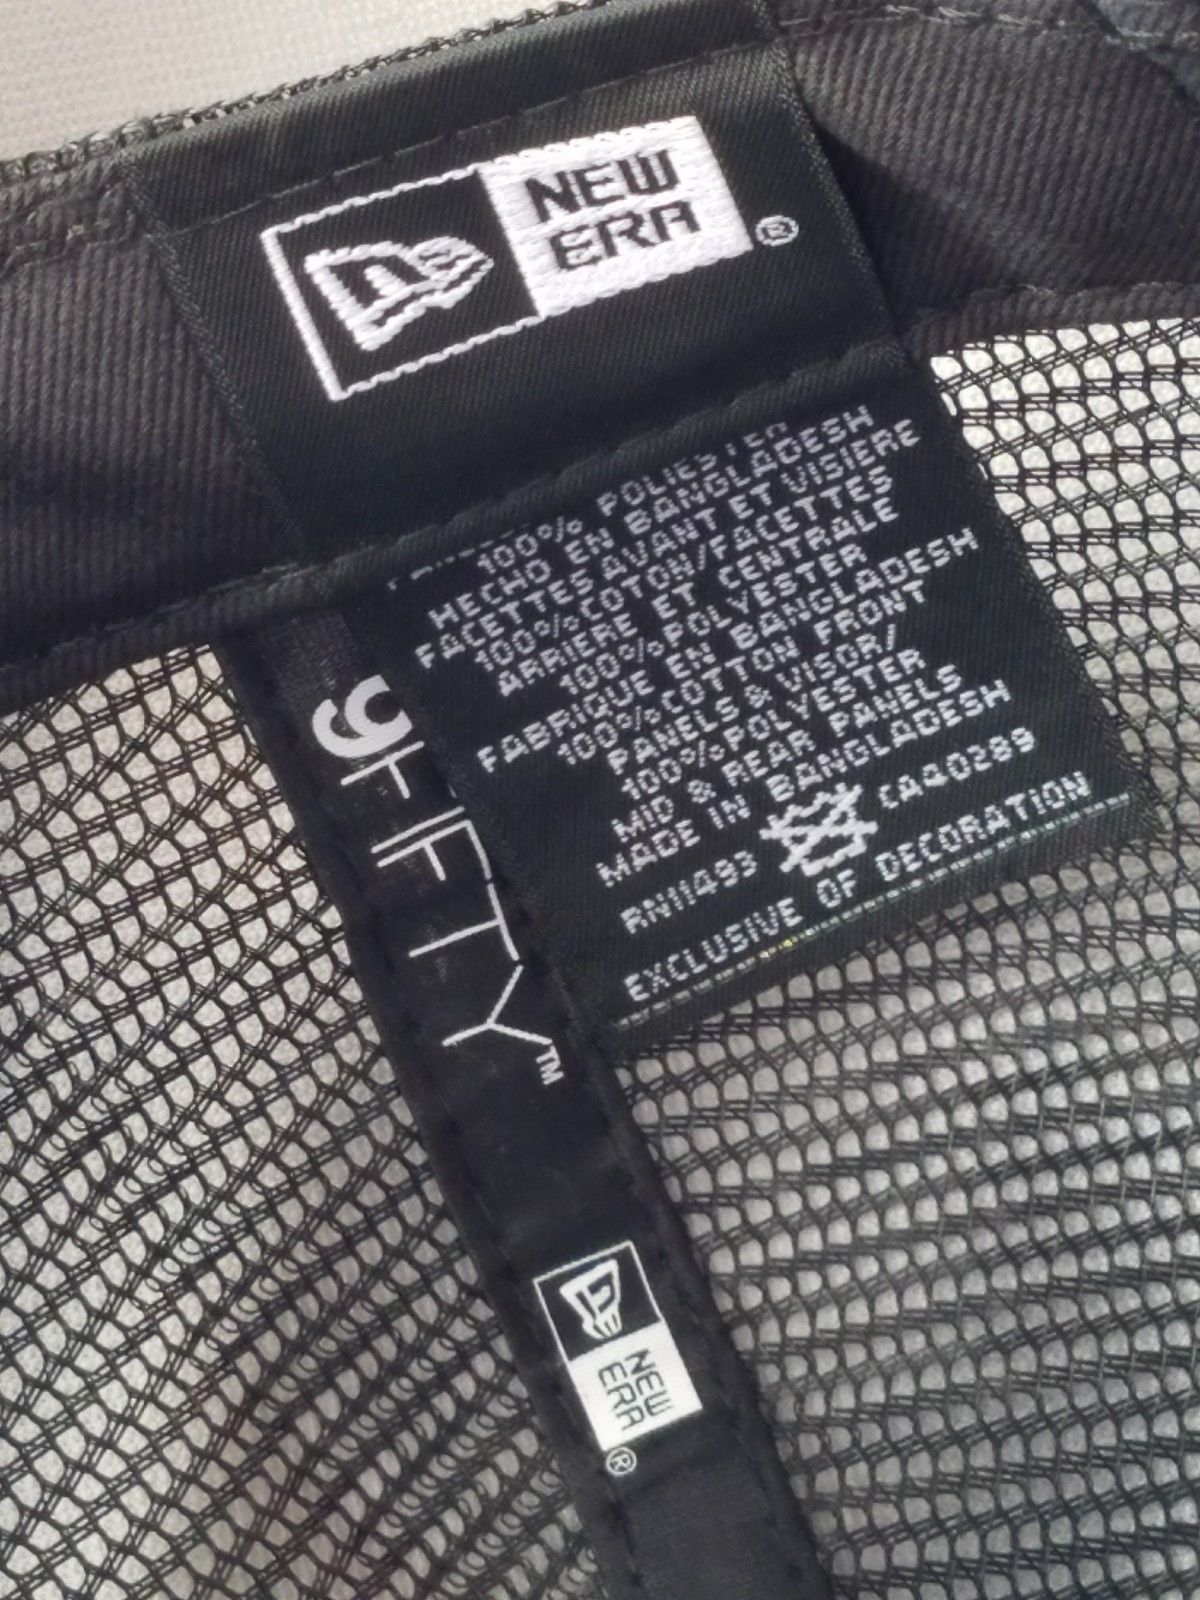 NEW
ERA
®
100% POLIESTER
HECHO EN BANGLADESH
FACETTES AVANT ET VISIERE
100%COTON/FACETTES
ARRIERE ET CENTRALE
100%POLYESTER
FABRIQUE EN BANGLADESH
100%COTTON FRONT
PANELS & VISOR/
100%POLYESTER
MID & REAR PANELS
MADE IN BANGLADESH
RN11493 CA40289
EXCLUSIVE OF DECORATION
9FIFTY™
NEW
ERA
®